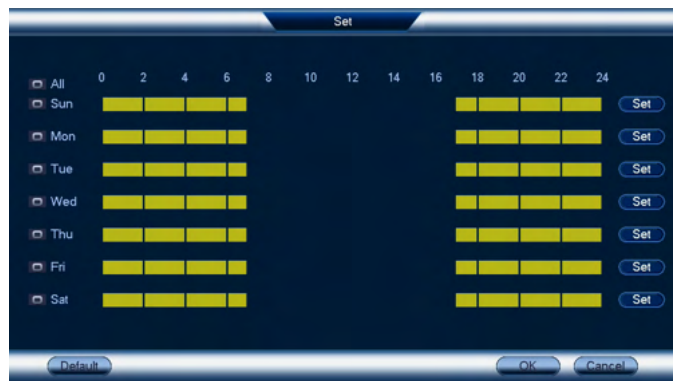 Set
0 2 4 6 8 10 12 14 16 18 20 22 24
All
Sun Set
Mon Set
Tue Set
Wed Set
Thu Set
Fri Set
Sat Set
Default OK Cancel